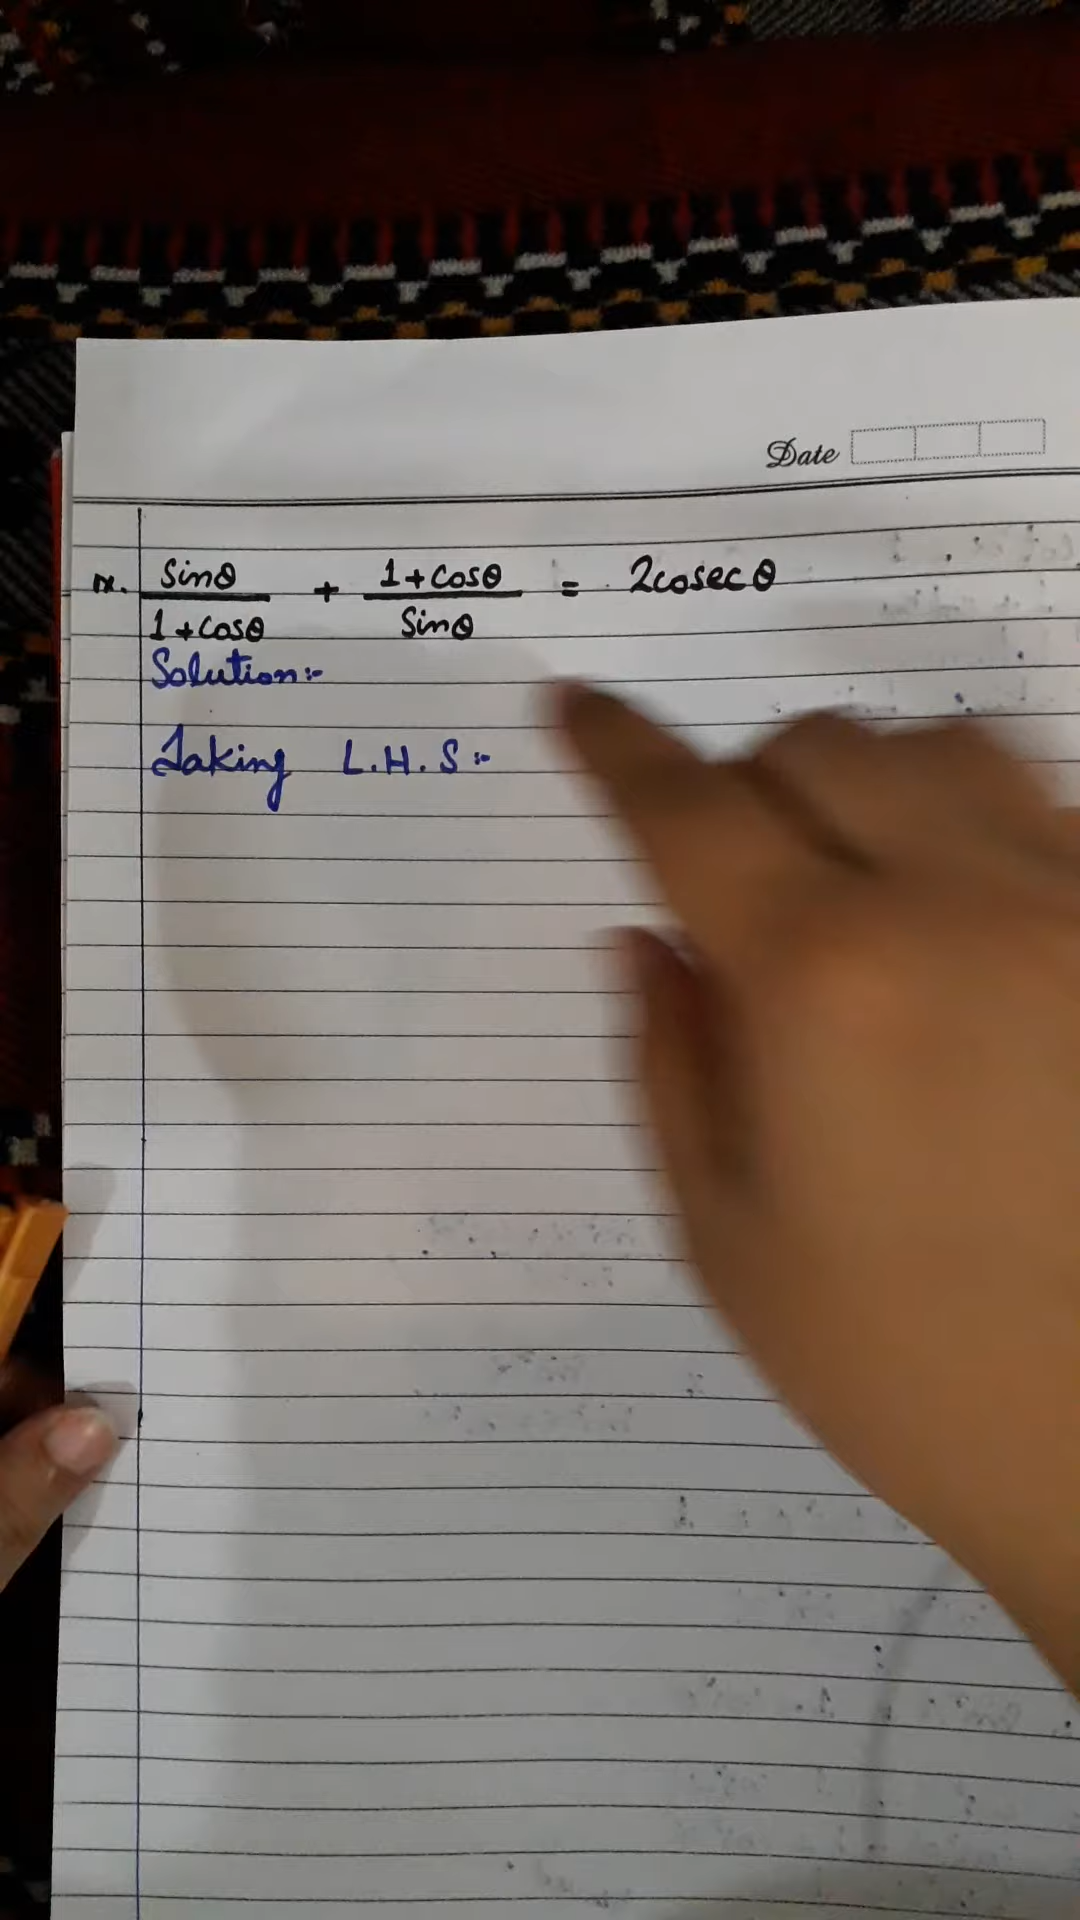 Date
ix. sinθ/1+cosθ + 1+cosθ/sinθ = 2cosecθ
Solution:-
Taking L.H.S:-